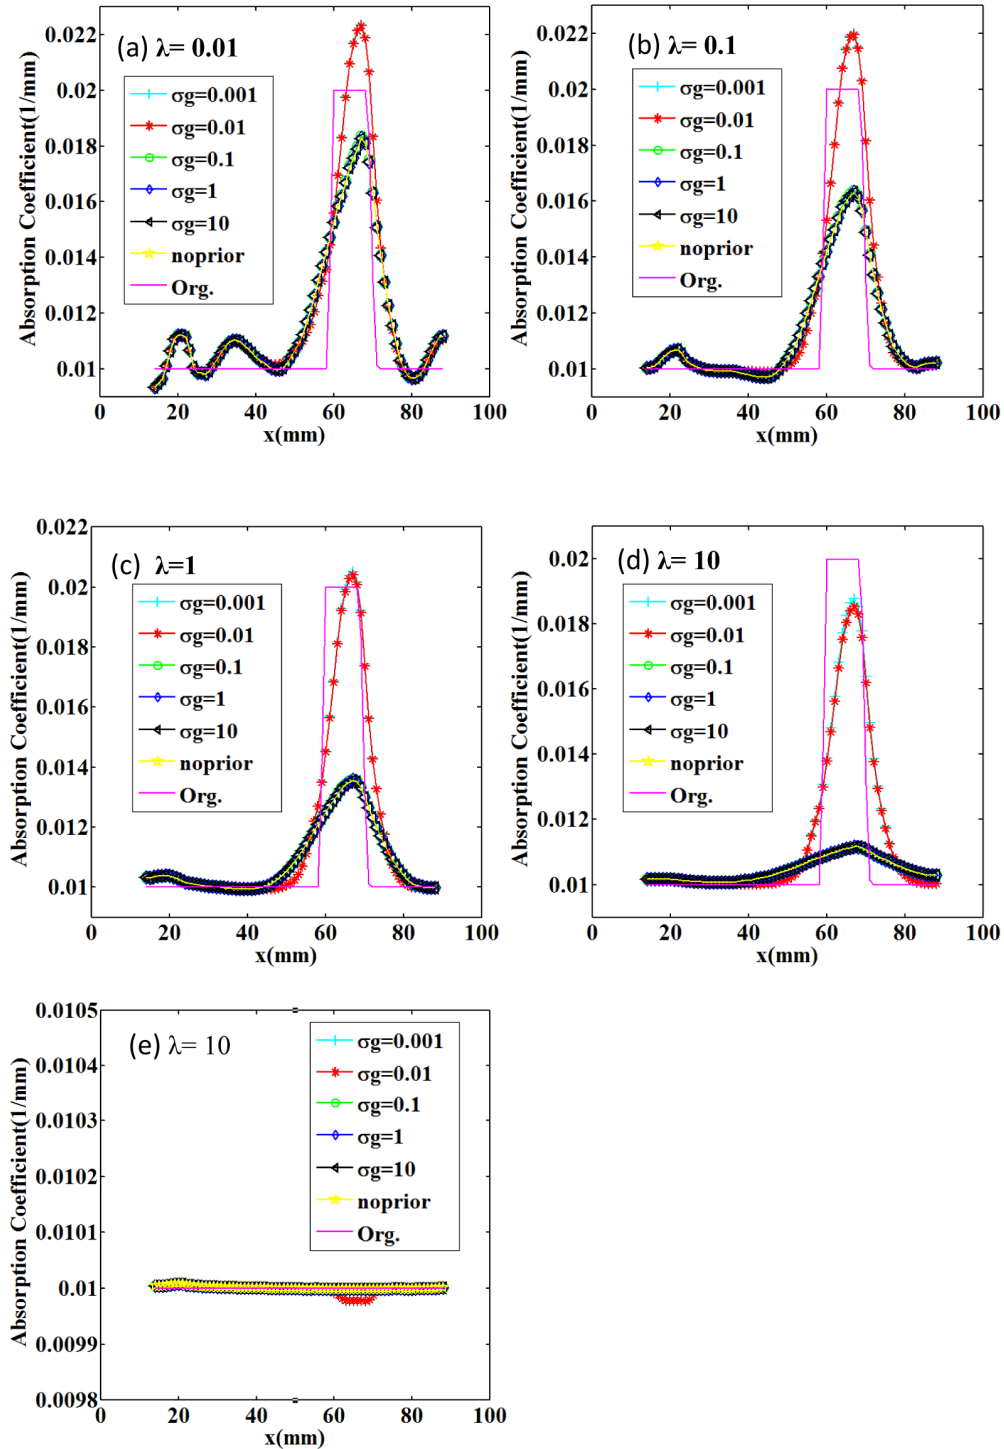 (a) λ= 0.01
Absorption Coefficient(1/mm)
0.022
0.02
0.018
0.016
0.014
0.012
0.01
σg=0.001
σg=0.01
σg=0.1
σg=1
σg=10
noprior
Org.
0
20
40
60
80
100
x(mm)
(b) λ= 0.1
Absorption Coefficient(1/mm)
0.022
0.02
0.018
0.016
0.014
0.012
0.01
σg=0.001
σg=0.01
σg=0.1
σg=1
σg=10
noprior
Org.
0
20
40
60
80
100
x(mm)
(c) λ=1
Absorption Coefficient(1/mm)
0.022
0.02
0.018
0.016
0.014
0.012
0.01
σg=0.001
σg=0.01
σg=0.1
σg=1
σg=10
noprior
Org.
0
20
40
60
80
100
x(mm)
(d) λ= 10
Absorption Coefficient(1/mm)
0.02
0.018
0.016
0.014
0.012
0.01
σg=0.001
σg=0.01
σg=0.1
σg=1
σg=10
noprior
Org.
0
20
40
60
80
100
x(mm)
(e) λ= 10
Absorption Coefficient(1/mm)
0.0105
0.0104
0.0103
0.0102
0.0101
0.01
0.0099
0.0098
σg=0.001
σg=0.01
σg=0.1
σg=1
σg=10
noprior
Org.
0
20
40
60
80
100
x(mm)